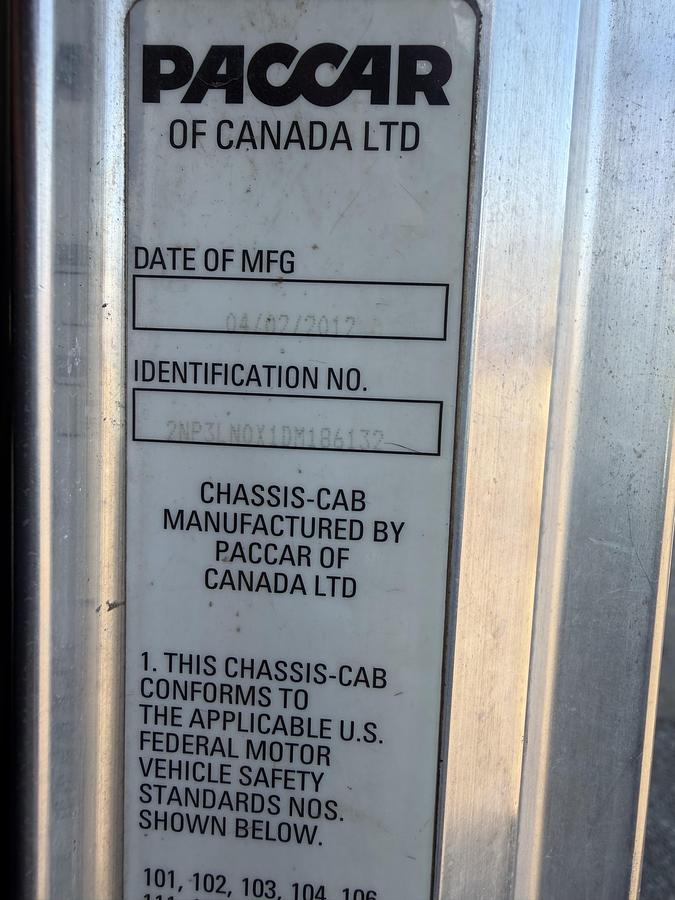 PACCAR
OF CANADA LTD
DATE OF MFG
04/02/2012
IDENTIFICATION NO.
2NP3LN0X1DM186132
CHASSIS-CAB
MANUFACTURED BY
PACCAR OF
CANADA LTD
1. THIS CHASSIS-CAB
CONFORMS TO
THE APPLICABLE U.S.
FEDERAL MOTOR
VEHICLE SAFETY
STANDARDS NOS.
SHOWN BELOW.
101, 102, 103, 104, 106